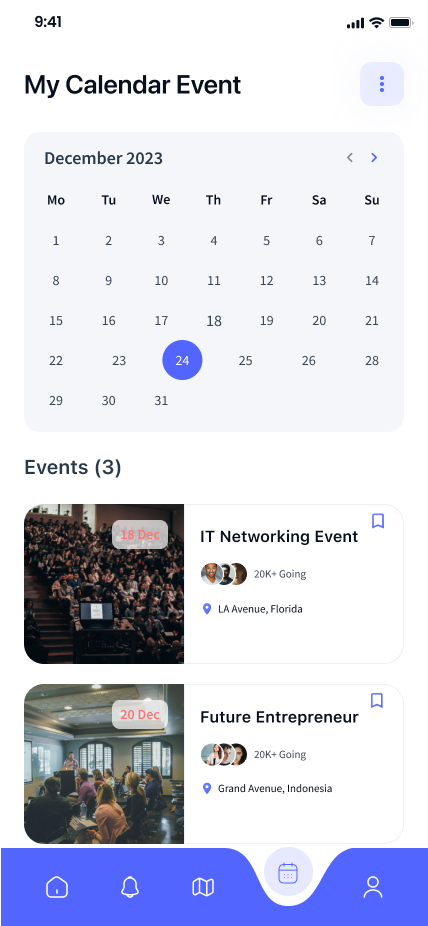 9:41
My Calendar Event
December 2023
Mo Tu We Th Fr Sa Su
1 2 3 4 5 6 7
8 9 10 11 12 13 14
15 16 17 18 19 20 21
22 23 24 25 26 28
29 30 31
Events (3)
18 Dec
IT Networking Event
20K+ Going
LA Avenue, Florida
20 Dec
Future Entrepreneur
20K+ Going
Grand Avenue, Indonesia